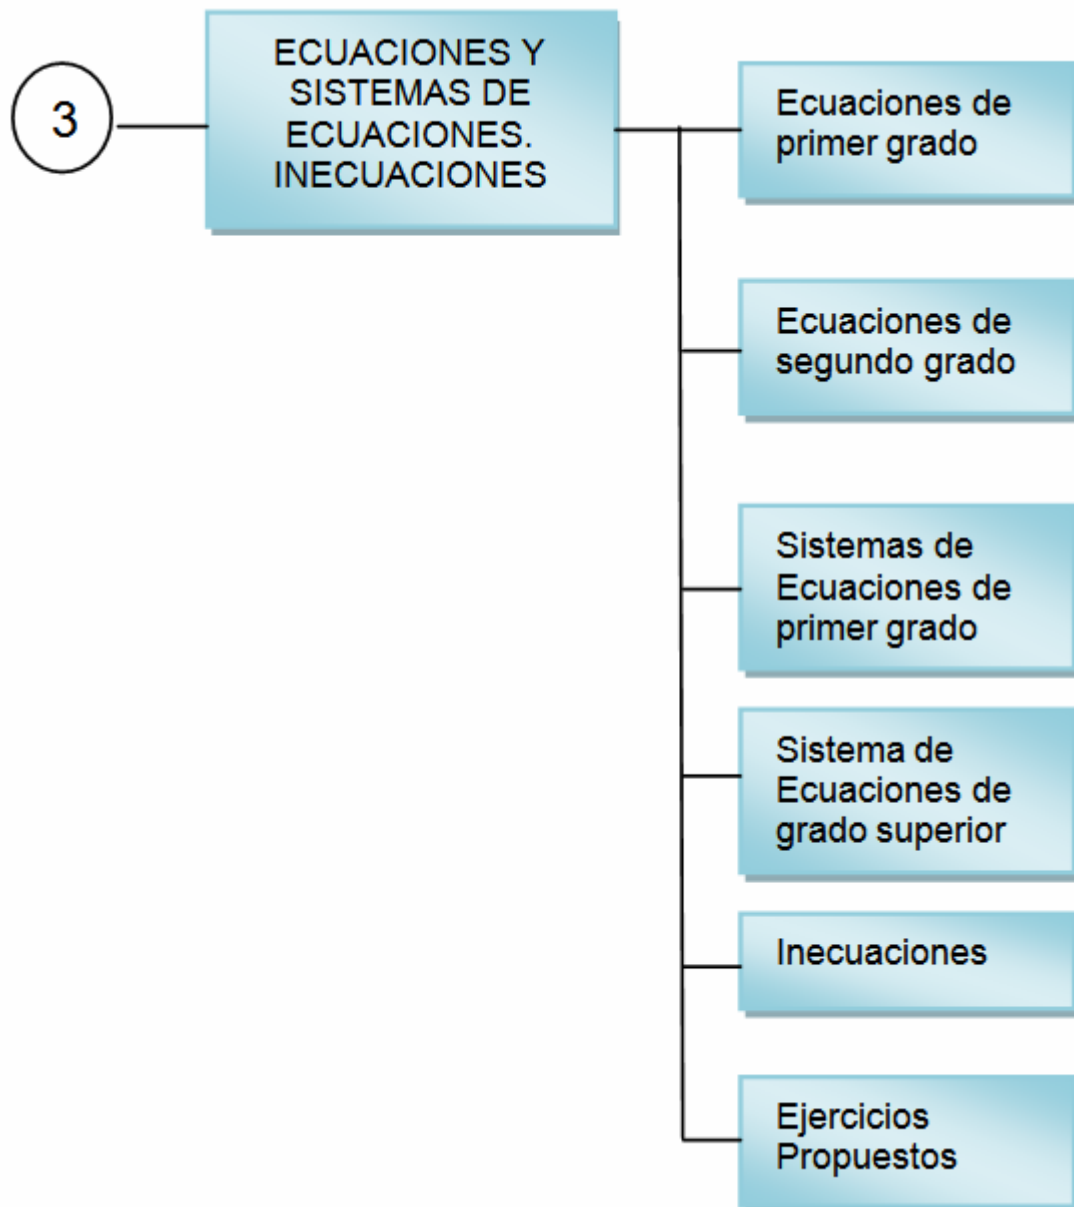 3
ECUACIONES Y
SISTEMAS DE
ECUACIONES.
INECUACIONES
Ecuaciones de
primer grado
Ecuaciones de
segundo grado
Sistemas de
Ecuaciones de
primer grado
Sistema de
Ecuaciones de
grado superior
Inecuaciones
Ejercicios
Propuestos